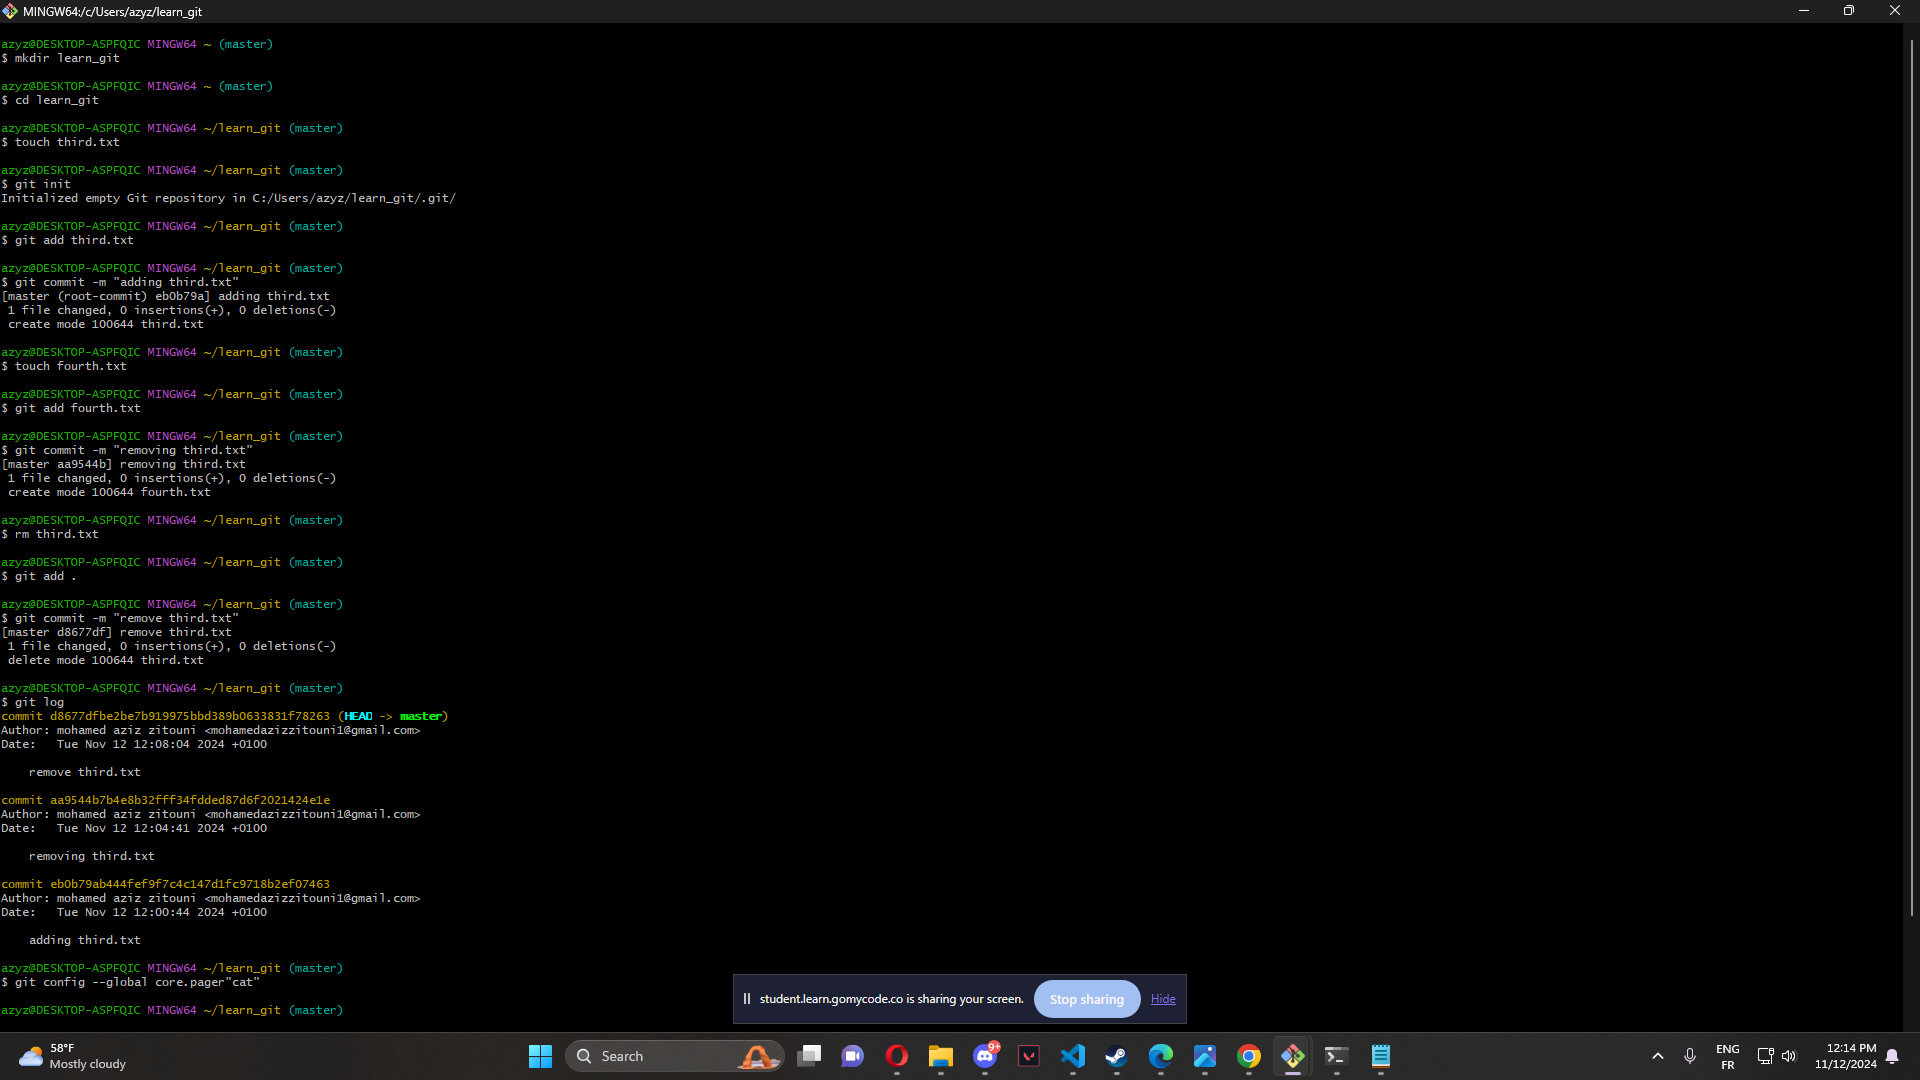 MINGW64:/c/Users/azyz/learn_git
azyz@DESKTOP-ASPFQIC MINGW64 ~ (master)
$ mkdir learn_git
azyz@DESKTOP-ASPFQIC MINGW64 ~ (master)
$ cd learn_git
azyz@DESKTOP-ASPFQIC MINGW64 ~/learn_git (master)
$ touch third.txt
azyz@DESKTOP-ASPFQIC MINGW64 ~/learn_git (master)
$ git init
Initialized empty Git repository in C:/Users/azyz/learn_git/.git/
azyz@DESKTOP-ASPFQIC MINGW64 ~/learn_git (master)
$ git add third.txt
azyz@DESKTOP-ASPFQIC MINGW64 ~/learn_git (master)
$ git commit -m "adding third.txt"
[master (root-commit) eb0b79a] adding third.txt
 1 file changed, 0 insertions(+), 0 deletions(-)
 create mode 100644 third.txt
azyz@DESKTOP-ASPFQIC MINGW64 ~/learn_git (master)
$ touch fourth.txt
azyz@DESKTOP-ASPFQIC MINGW64 ~/learn_git (master)
$ git add fourth.txt
azyz@DESKTOP-ASPFQIC MINGW64 ~/learn_git (master)
$ git commit -m "removing third.txt"
[master aa9544b] removing third.txt
 1 file changed, 0 insertions(+), 0 deletions(-)
 create mode 100644 fourth.txt
azyz@DESKTOP-ASPFQIC MINGW64 ~/learn_git (master)
$ rm third.txt
azyz@DESKTOP-ASPFQIC MINGW64 ~/learn_git (master)
$ git add .
azyz@DESKTOP-ASPFQIC MINGW64 ~/learn_git (master)
$ git commit -m "remove third.txt"
[master d8677df] remove third.txt
 1 file changed, 0 insertions(+), 0 deletions(-)
 delete mode 100644 third.txt
azyz@DESKTOP-ASPFQIC MINGW64 ~/learn_git (master)
$ git log
commit d8677dfbe2be7b919975bbd389b0633831f78263 (HEAD -> master)
Author: mohamed aziz zitouni <mohamedazizzitouni1@gmail.com>
Date:   Tue Nov 12 12:08:04 2024 +0100
    remove third.txt
commit aa9544b7b4e8b32fff34fdded87d6f2021424e1e
Author: mohamed aziz zitouni <mohamedazizzitouni1@gmail.com>
Date:   Tue Nov 12 12:04:41 2024 +0100
    removing third.txt
commit eb0b79ab444fef9f7c4c147d1fc9718b2ef07463
Author: mohamed aziz zitouni <mohamedazizzitouni1@gmail.com>
Date:   Tue Nov 12 12:00:44 2024 +0100
    adding third.txt
azyz@DESKTOP-ASPFQIC MINGW64 ~/learn_git (master)
$ git config --global core.pager"cat"
azyz@DESKTOP-ASPFQIC MINGW64 ~/learn_git (master)
student.learn.gomycode.co is sharing your screen. Stop sharing Hide
58°F
Mostly cloudy
Search
9+
ENG
FR
12:14 PM
11/12/2024